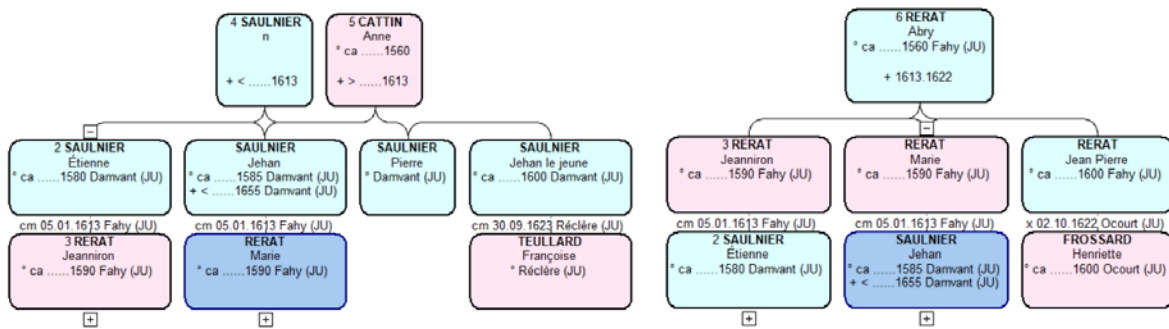 4 SAULNIER
n
+ < ......1613
5 CATTIN
Anne
° ca ......1560
+ > ......1613
6 RERAT
Abry
° ca ......1560 Fahy (JU)
+ 1613.1622
2 SAULNIER
Étienne
° ca ......1580 Damvant (JU)
SAULNIER
Jehan
° ca ......1585 Damvant (JU)
+ < ......1655 Damvant (JU)
SAULNIER
Pierre
° Damvant (JU)
SAULNIER
Jehan le jeune
° ca ......1600 Damvant (JU)
3 RERAT
Jeanniron
° ca ......1590 Fahy (JU)
RERAT
Marie
° ca ......1590 Fahy (JU)
RERAT
Jean Pierre
° ca ......1600 Fahy (JU)
cm 05.01.1613 Fahy (JU)
cm 05.01.1613 Fahy (JU)
cm 30.09.1623 Réclère (JU)
cm 05.01.1613 Fahy (JU)
cm 05.01.1613 Fahy (JU)
x 02.10.1622 Ocourt (JU)
3 RERAT
Jeanniron
° ca ......1590 Fahy (JU)
RERAT
Marie
° ca ......1590 Fahy (JU)
TEULLARD
Françoise
° Réclère (JU)
2 SAULNIER
Étienne
° ca ......1580 Damvant (JU)
SAULNIER
Jehan
° ca ......1585 Damvant (JU)
+ < ......1655 Damvant (JU)
FROSSARD
Henriette
° ca ......1600 Ocourt (JU)